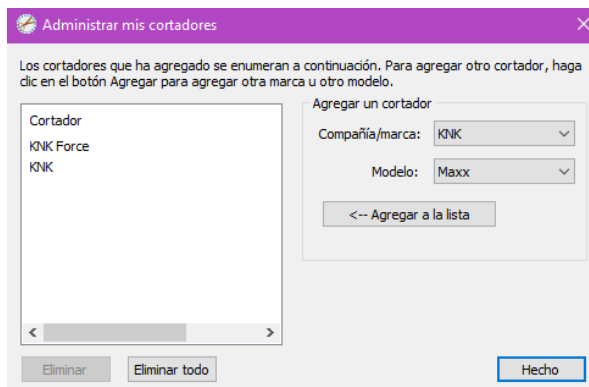 Administrar mis cortadores
Los cortadores que ha agregado se enumeran a continuación. Para agregar otro cortador, haga
clic en el botón Agregar para agregar otra marca u otro modelo.
Cortador
KNK Force
KNK
Agregar un cortador
Compañía/marca: KNK
Modelo: Maxx
<-- Agregar a la lista
Eliminar
Eliminar todo
Hecho